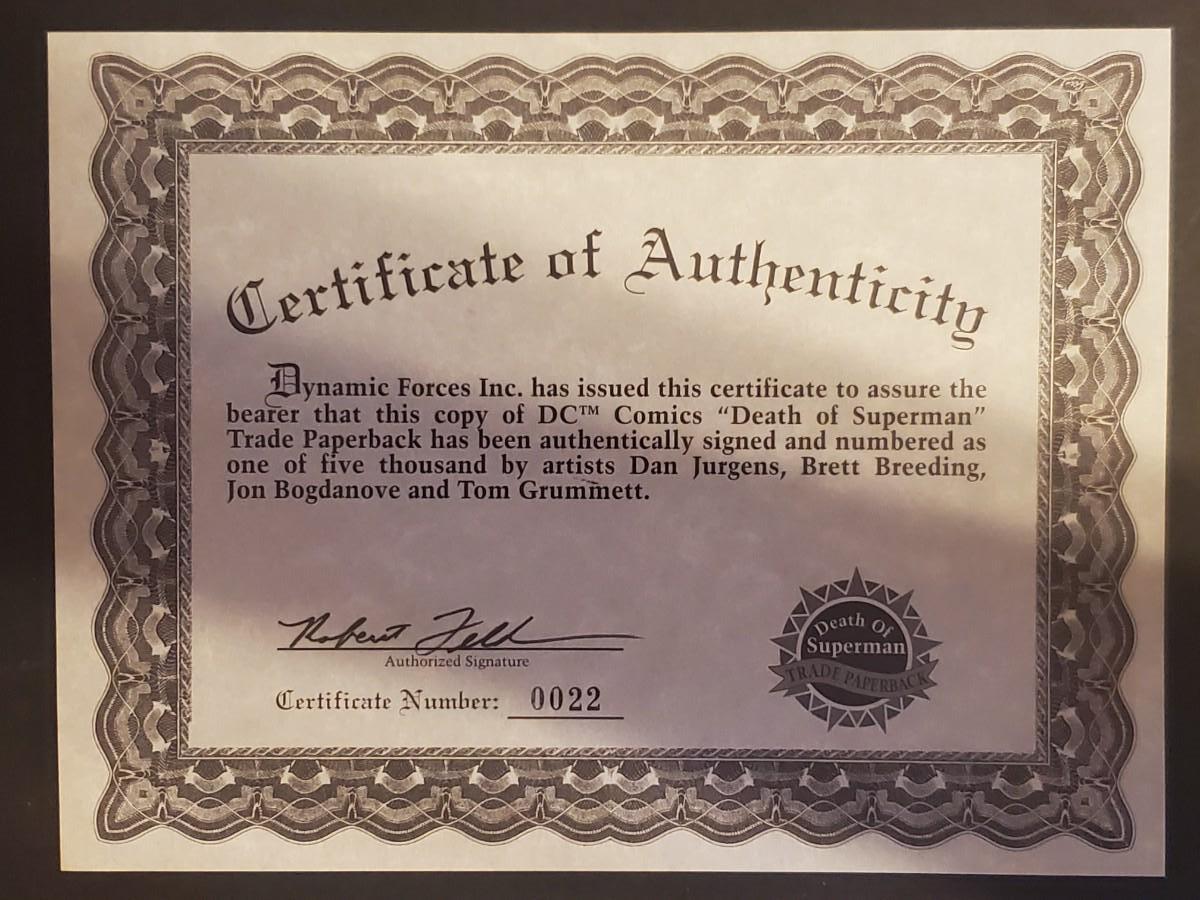 Certificate of Authenticity
Dynamic Forces Inc. has issued this certificate to assure the
bearer that this copy of DC™ Comics “Death of Superman”
Trade Paperback has been authentically signed and numbered as
one of five thousand by artists Dan Jurgens, Brett Breeding,
Jon Bogdanove and Tom Grummett.
Robert Fell
Authorized Signature
Certificate Number: 0022
Death Of
Superman
TRADE PAPERBACK